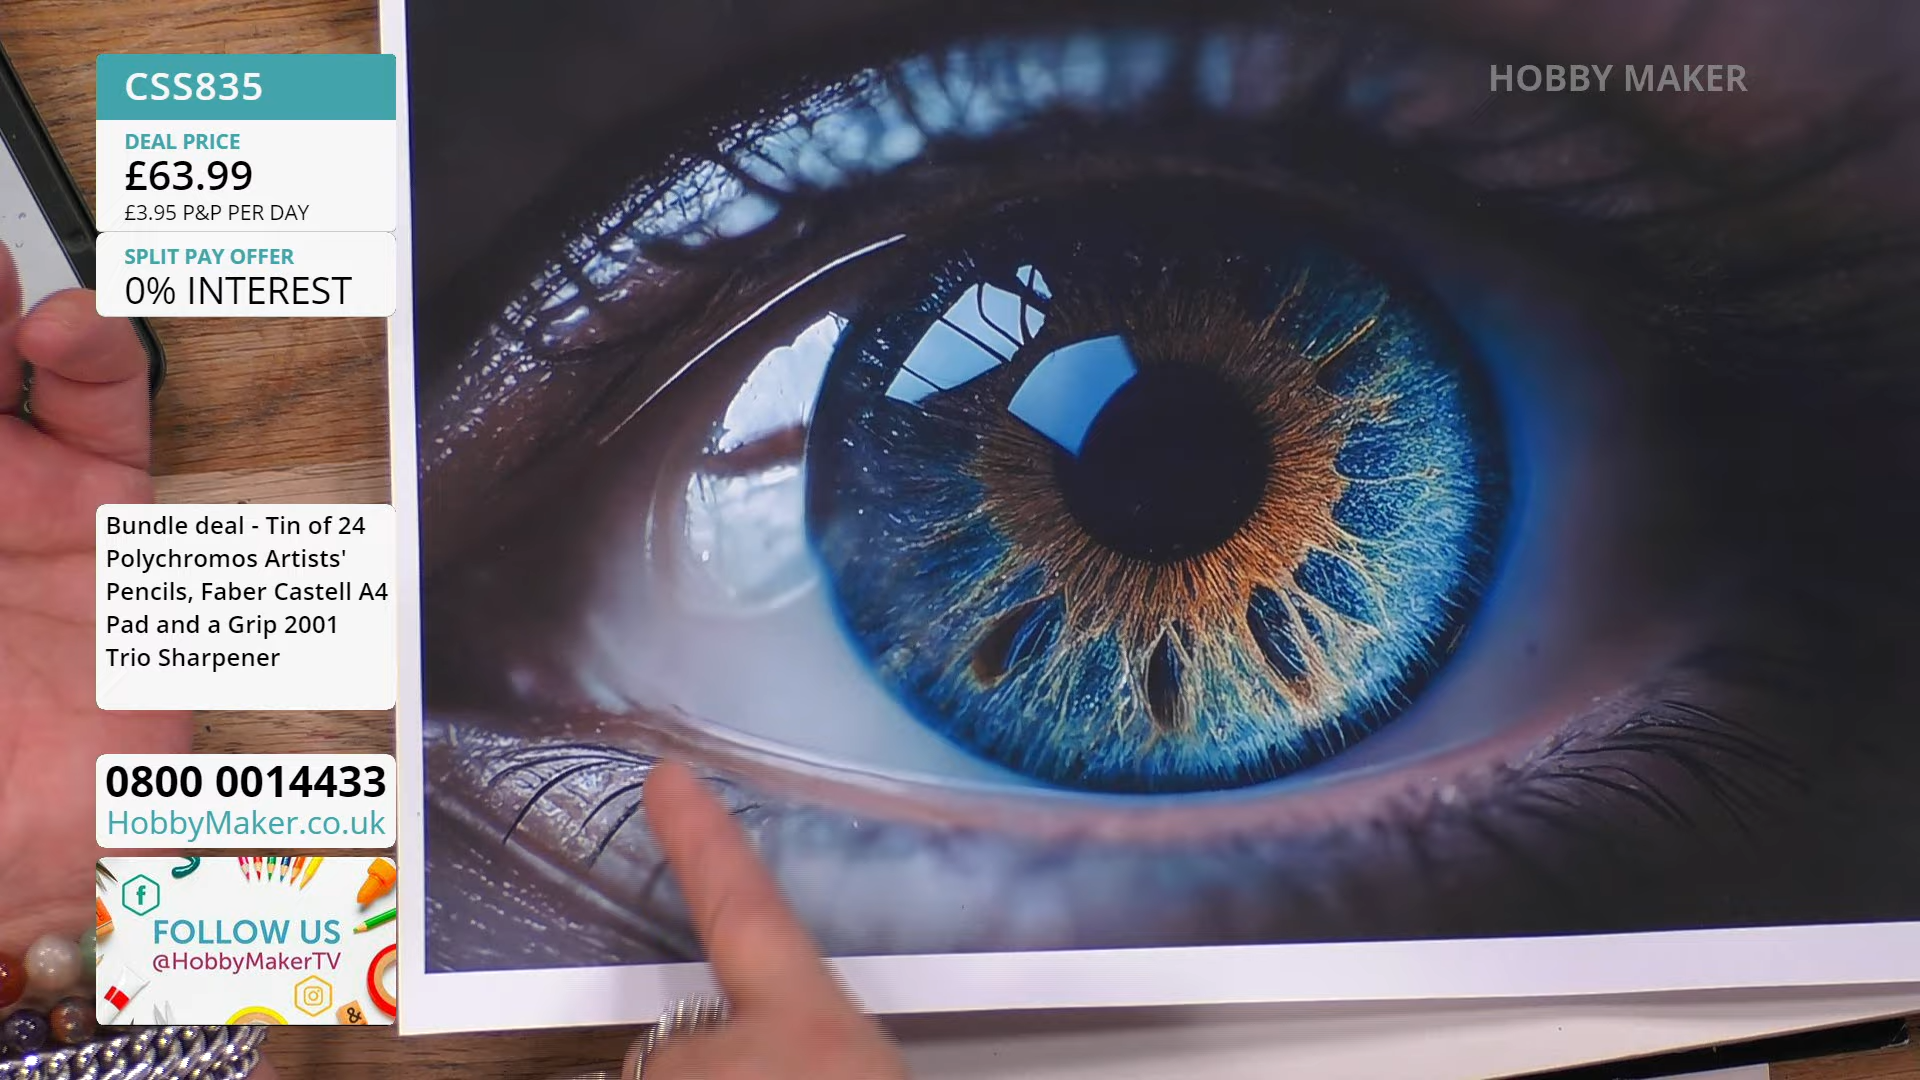 CSS835
DEAL PRICE
£63.99
£3.95 P&P PER DAY
SPLIT PAY OFFER
0% INTEREST
Bundle deal - Tin of 24
Polychromos Artists'
Pencils, Faber Castell A4
Pad and a Grip 2001
Trio Sharpener
0800 0014433
HobbyMaker.co.uk
FOLLOW US
@HobbyMakerTV
&
HOBBY MAKER